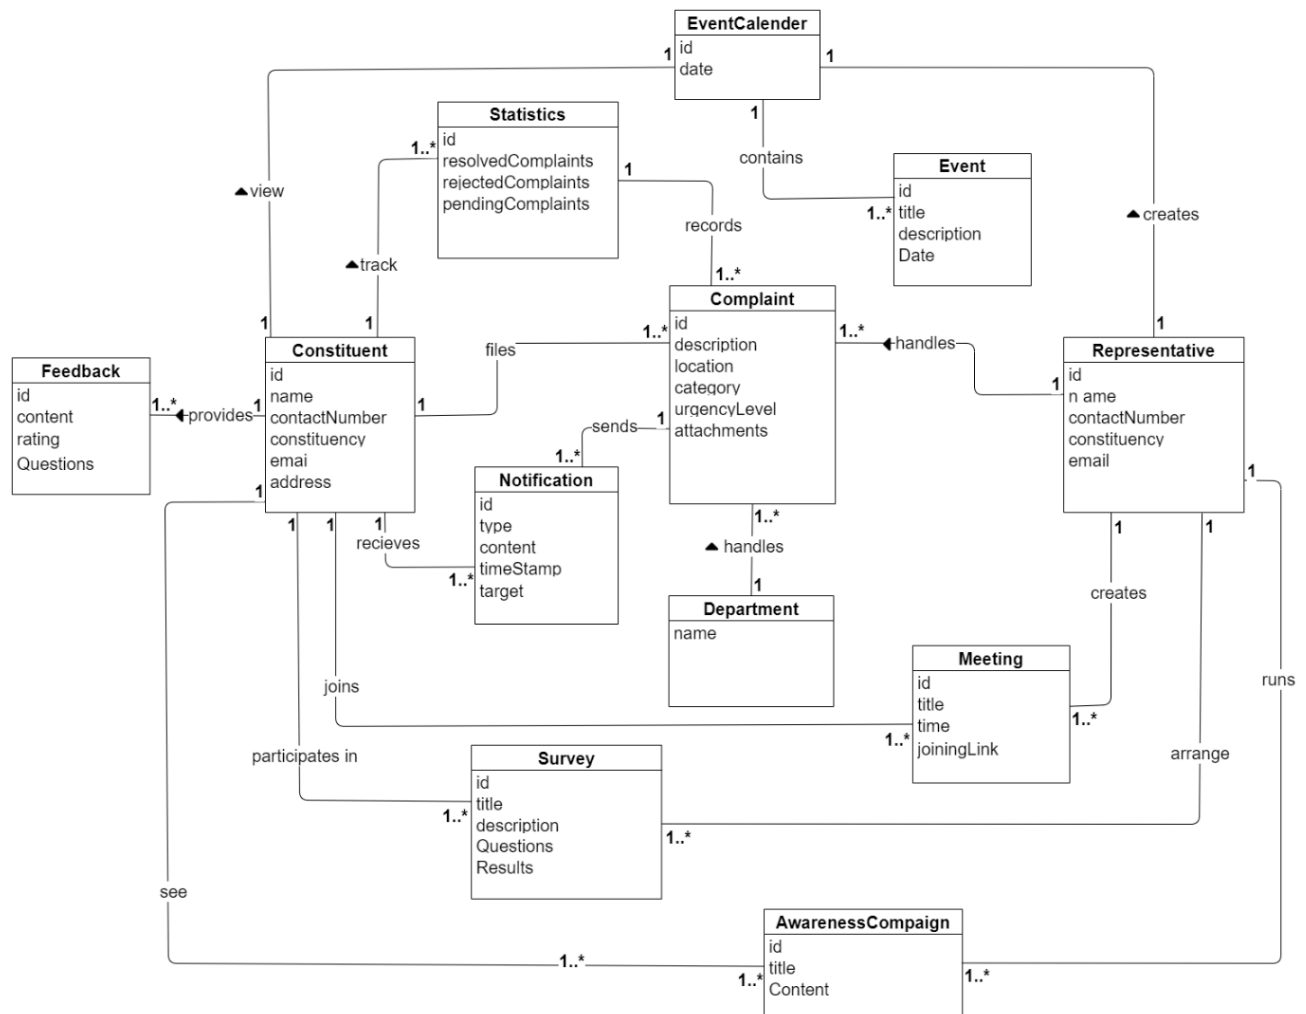 EventCalender
id
date
1
1
1
contains
1..*
Event
id
title
description
Date
Statistics
id
resolvedComplaints
rejectedComplaints
pendingComplaints
1..*
1
records
1..*
view
track
creates
1
1
1
Complaint
id
description
location
category
urgencyLevel
attachments
1..*
1..*
files
handles
1
1
Constituent
id
name
contactNumber
constituency
emai
address
Representative
id
n ame
contactNumber
constituency
email
Feedback
id
content
rating
Questions
1..*
provides
1
1
sends
1..*
Notification
id
type
content
timeStamp
target
1
1
1
1
recieves
1..*
1..*
handles
1
Department
name
1
1
1
creates
Meeting
id
title
time
joiningLink
1..*
1..*
joins
runs
arrange
participates in
Survey
id
title
description
Questions
Results
1..*
1..*
see
AwarenessCompaign
id
title
Content
1..*
1..*
1..*